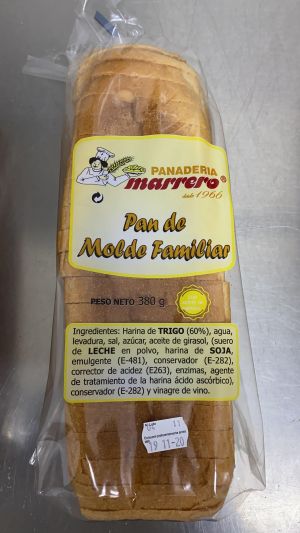 PANADERIA
marrero®
desde 1966
Pan de
Molde Familiar
PESO NETO 380 g
Ingredientes: Harina de TRIGO (60%), agua,
levadura, sal, azúcar, aceite de girasol, (suero
de LECHE en polvo, harina de SOJA,
emulgente (E-481), conservador (E-282),
corrector de acidez (E263), enzimas, agente
de tratamiento de la harina ácido ascórbico),
conservador (E-282) y vinagre de vino.
19 11-20